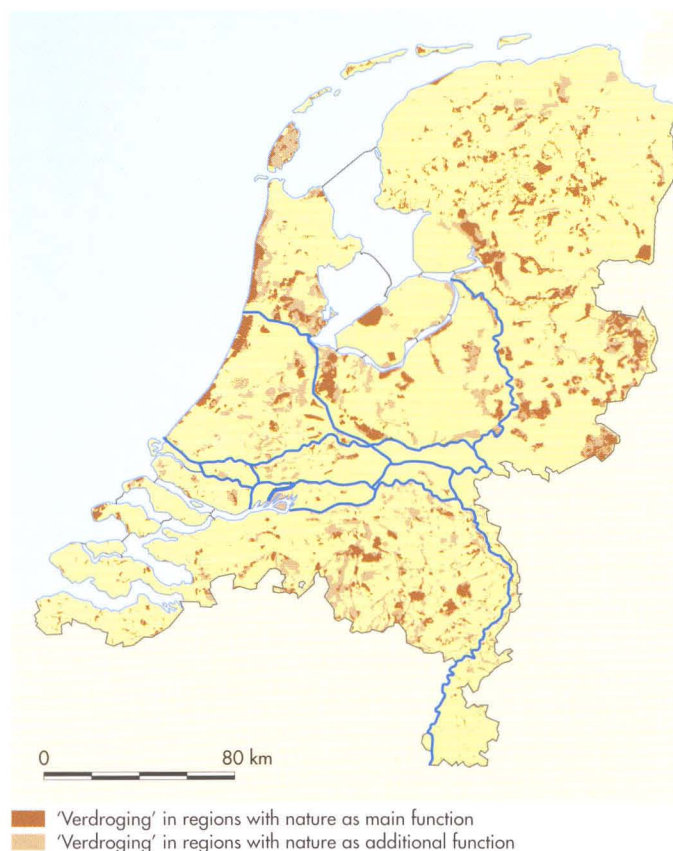 0 80 km
'Verdroging' in regions with nature as main function
'Verdroging' in regions with nature as additional function